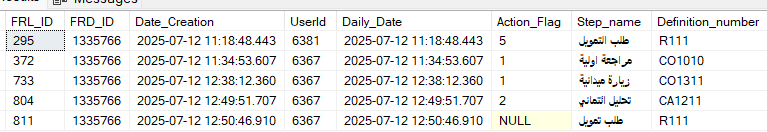 Messages
FRL_ID FRD_ID Date_Creation UserId Daily_Date Action_Flag Step_name Definition_number
295 1335766 2025-07-12 11:18:48.443 6381 2025-07-12 11:18:48.443 5 طلب التمويل R111
372 1335766 2025-07-12 11:34:53.607 6367 2025-07-12 11:34:53.607 1 مراجعة اولية CO1010
733 1335766 2025-07-12 12:38:12.360 6367 2025-07-12 12:38:12.360 1 زيارة ميدانية CO1311
804 1335766 2025-07-12 12:49:51.707 6367 2025-07-12 12:49:51.707 2 تحليل ائتماني CA1211
811 1335766 2025-07-12 12:50:46.910 6367 2025-07-12 12:50:46.910 NULL طلب تمويل R111